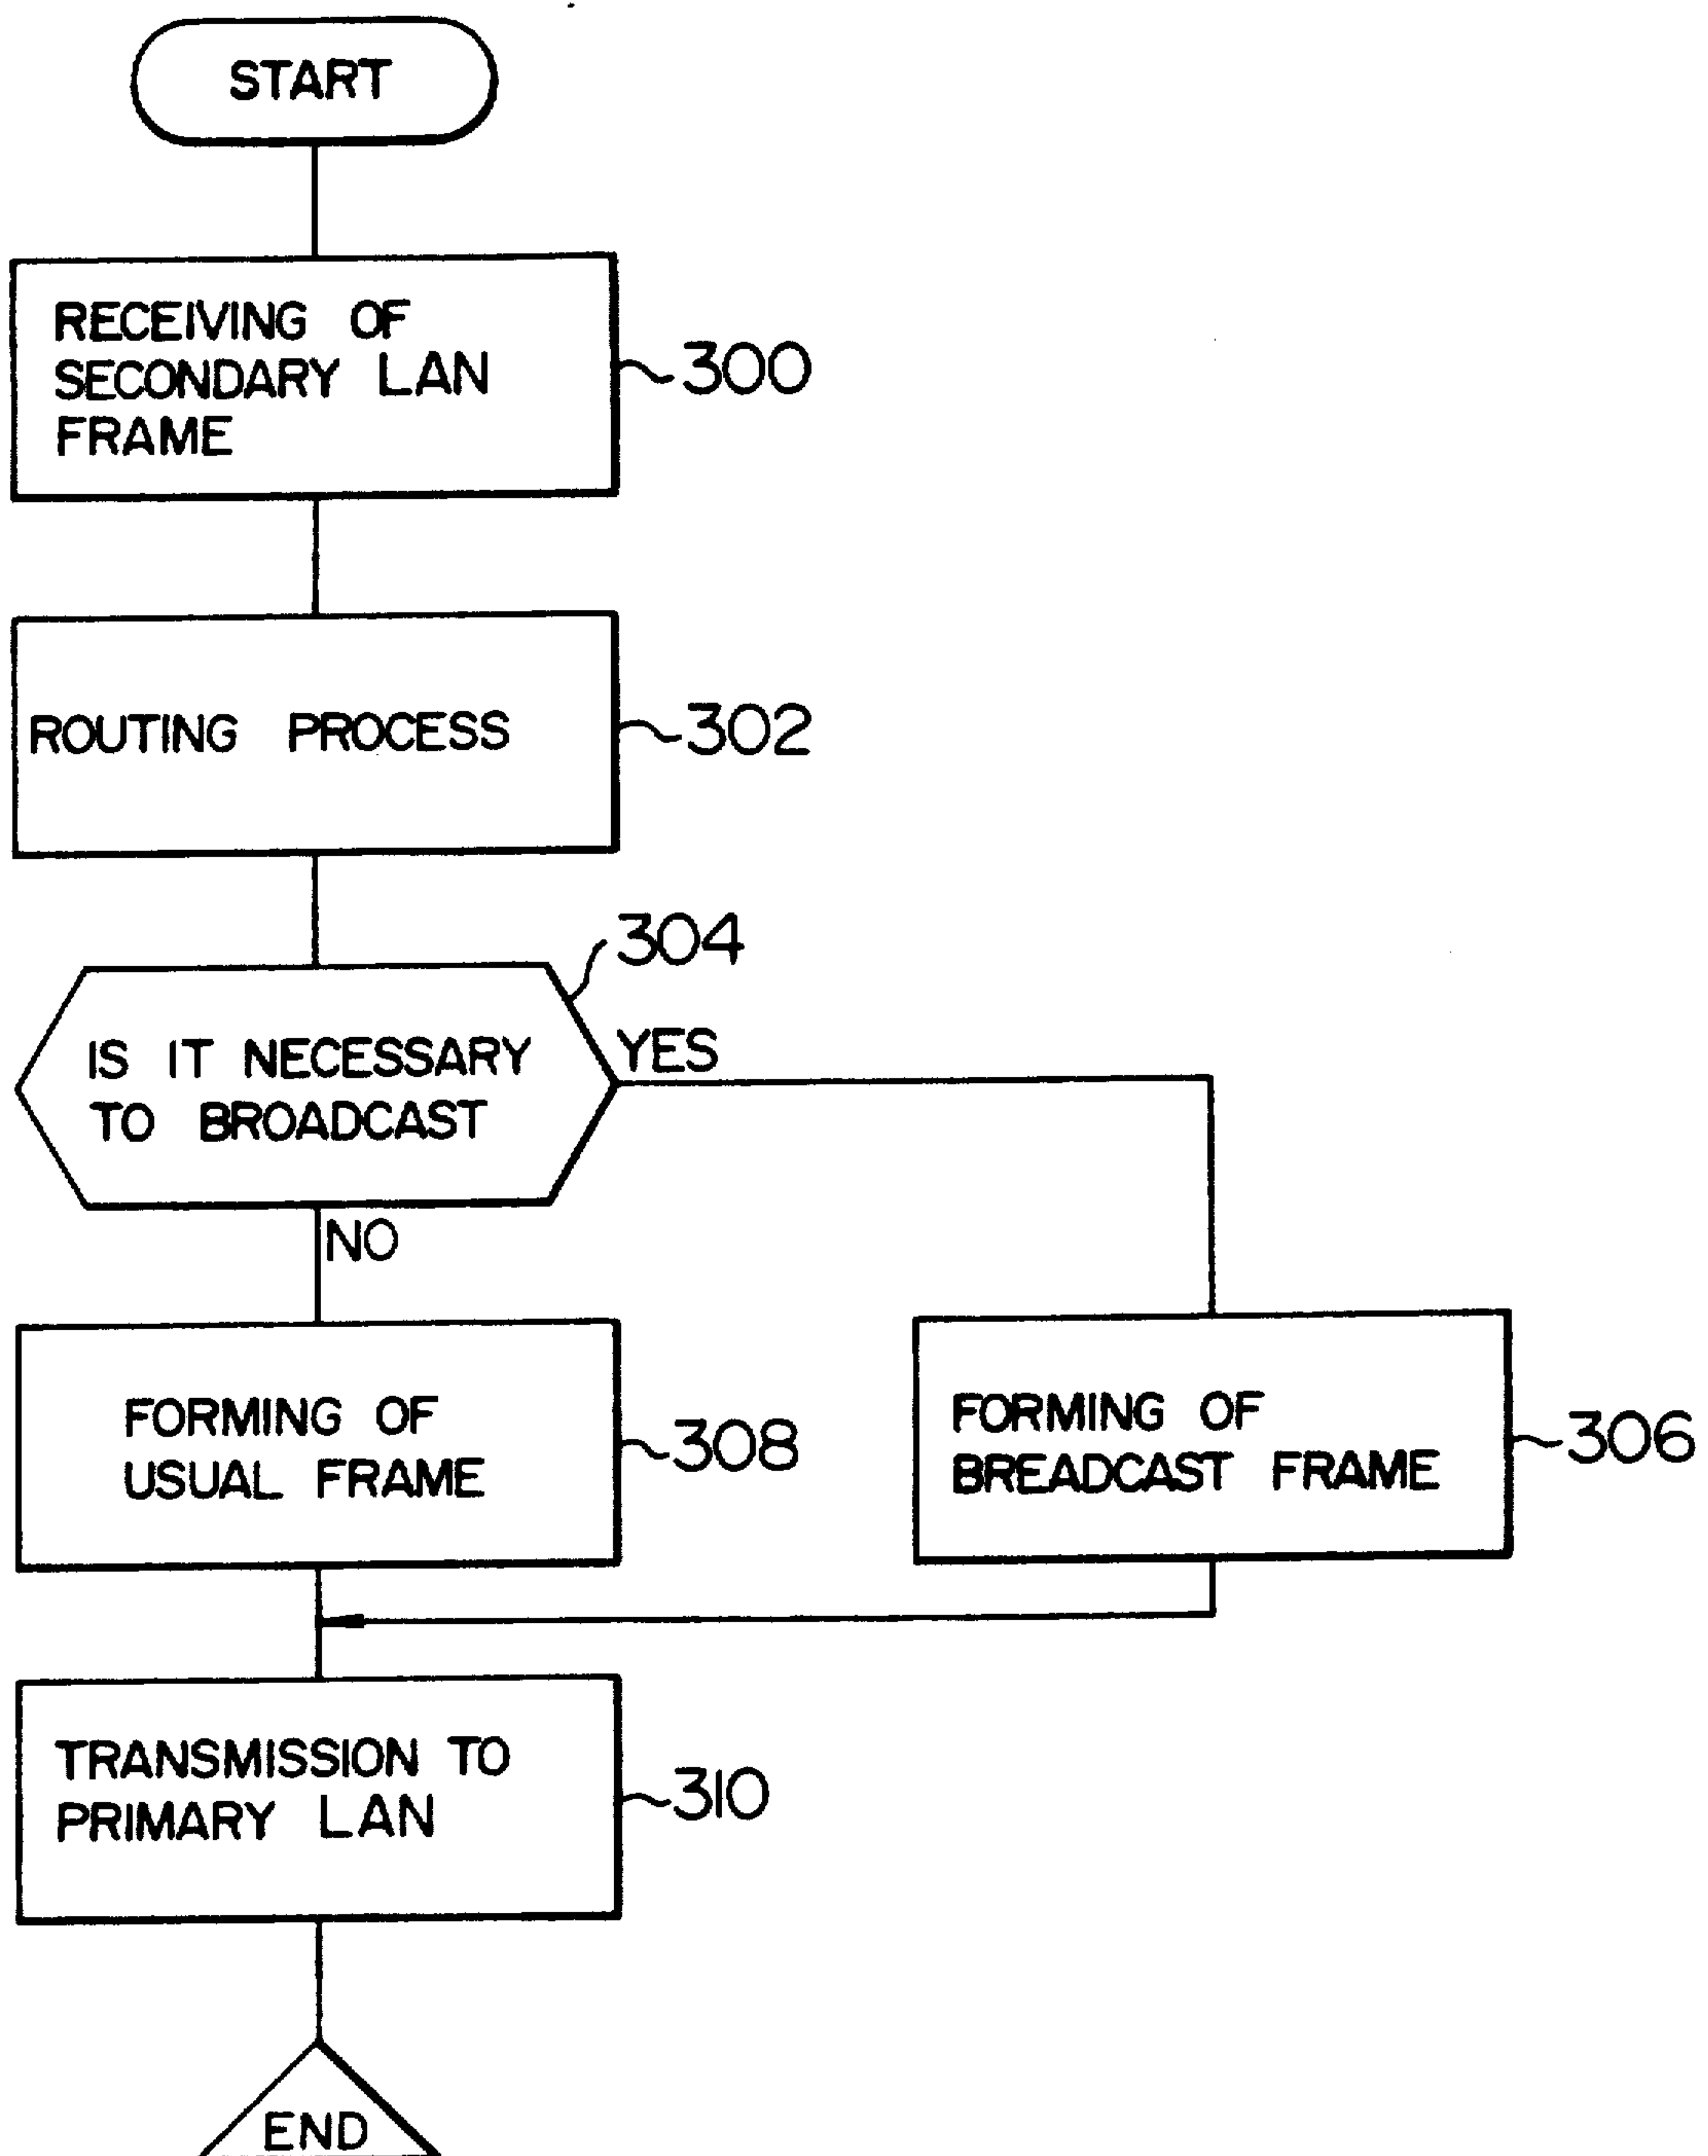 START
RECEIVING OF
SECONDARY LAN
FRAME
300
ROUTING PROCESS
302
304
IS IT NECESSARY
TO BROADCAST
YES
NO
FORMING OF
USUAL FRAME
308
FORMING OF
BREADCAST FRAME
306
TRANSMISSION TO
PRIMARY LAN
310
END